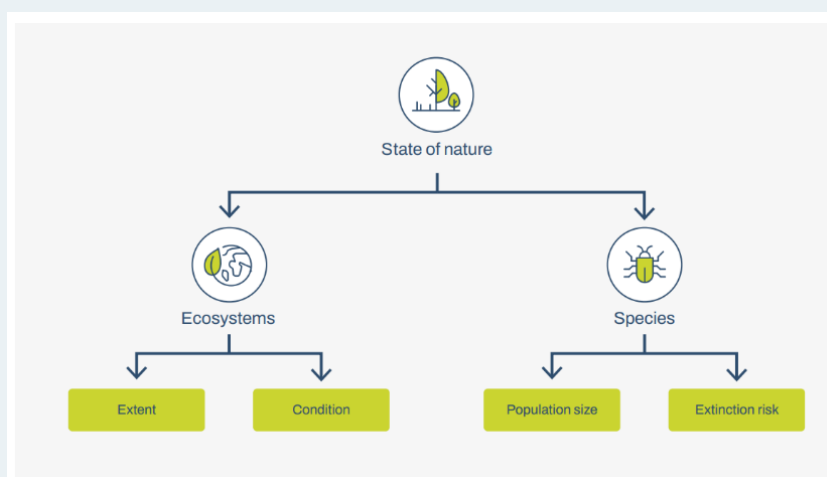 State of nature
Ecosystems
Species
Extent
Condition
Population size
Extinction risk